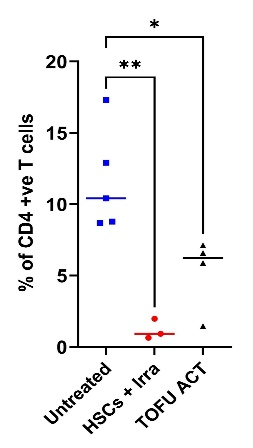 *
**
20
15
10
5
0
% of CD4 +ve T cells
Untreated
HSCs + Irra
TOFU ACT